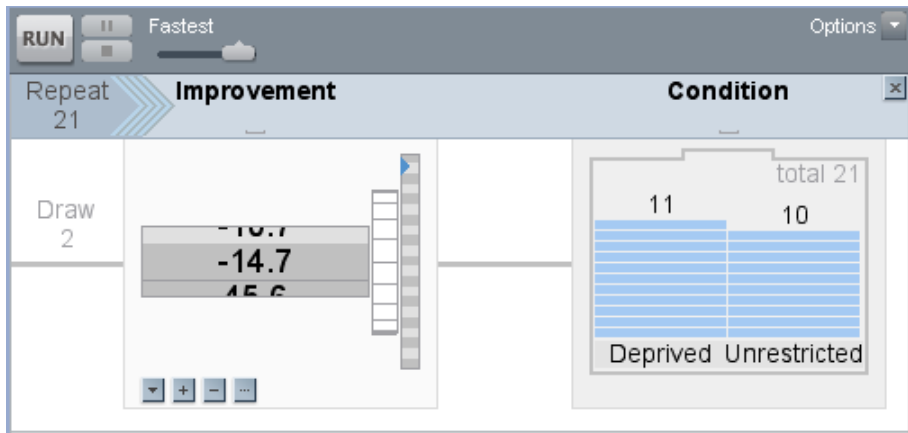 RUN
Fastest
Options
Repeat
21
Improvement
Condition
Draw
2
-14.7
total 21
11
10
Deprived
Unrestricted